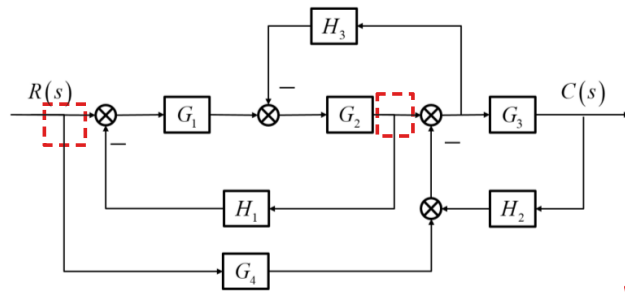 H₃
−
R(s)
C(s)
G₁
G₂
G₃
−
−
H₁
H₂
G₄